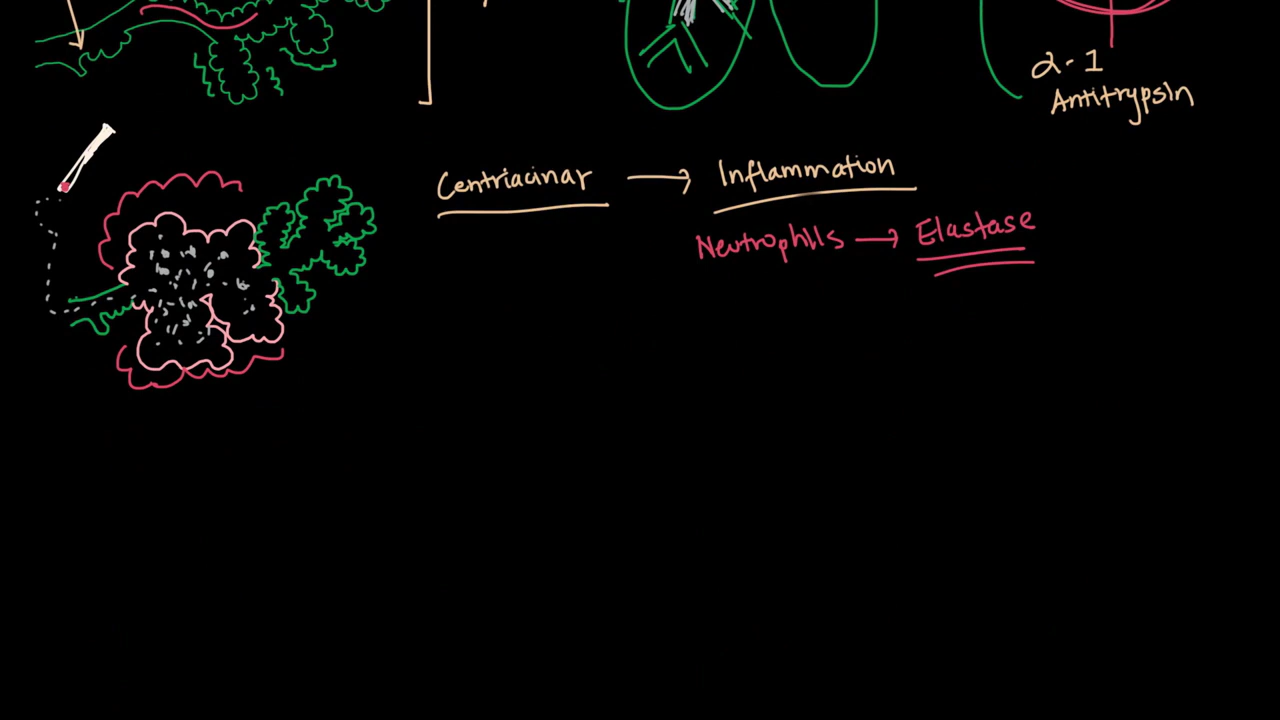 α-1
Antitrypsin
Centriacinar → Inflammation
Neutrophils → Elastase